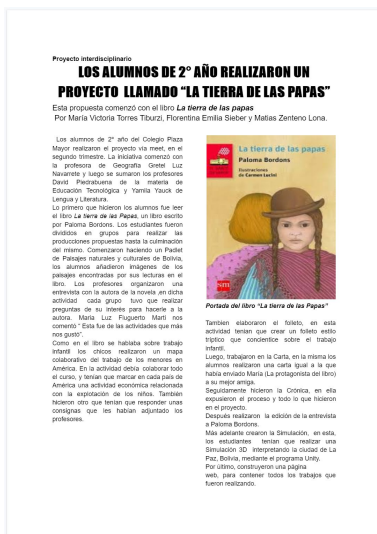 Proyecto interdisciplinario
LOS ALUMNOS DE 2° AÑO REALIZARON UN
PROYECTO LLAMADO “LA TIERRA DE LAS PAPAS”
Esta propuesta comenzó con el libro La tierra de las papas
Por María Victoria Torres Tiburzi, Florentina Emilia Sieber y Matias Zenteno Lona.
Los alumnos de 2° año del Colegio Plaza
Mayor realizaron el proyecto via meet, en el
segundo trimestre. La iniciativa comenzó con
la profesora de Geografía Gretel Luz
Navarrete y luego se sumaron los profesores
David Piedrabuena de la materia de
Educación Tecnológica y Yamila Yauck de
Lengua y Literatura.
Lo primero que hicieron los alumnos fue leer
el libro La tierra de las Papas, un libro escrito
por Paloma Bordons. Los estudiantes fueron
divididos en grupos para realizar las
producciones propuestas hasta la culminación
del mismo. Comenzaron haciendo un Padlet
de Paisajes naturales y culturales de Bolivia,
los alumnos añadieron imágenes de los
paisajes encontradas por sus lecturas en el
libro. Los profesores organizaron una
entrevista con la autora de la novela ,en dicha
actividad cada grupo tuvo que realizar
preguntas de su interés para hacerle a la
autora. Maria Luz Fluguerto Martí nos
comentó " Esta fue de las actividades que más
nos gustó".
Como en el libro se hablaba sobre trabajo
infantil los chicos realizaron un mapa
colaborativo del trabajo de los menores en
América. En la actividad debía colaborar todo
el curso, y tenían que marcar en cada país de
América una actividad económica relacionada
con la explotación de los niños. También
hicieron otro que tenían que responder unas
consignas que les habían adjuntado los
profesores.
La tierra de las papas
Paloma Bordons
Ilustraciones
de Carmen Lucini
sm
Portada del libro “La tierra de las Papas”
Tambien elaboraron el folleto, en esta
actividad tenían que crear un folleto estilo
tríptico que concientice sobre el trabajo
infantil.
Luego, trabajaron en la Carta, en la misma los
alumnos realizaron una carta igual a la que
había enviado María (La protagonista del libro)
a su mejor amiga.
Seguidamente hicieron la Crónica, en ella
expusieron el proceso y todo lo que hicieron
en el proyecto.
Después realizaron la edición de la entrevista
a Paloma Bordons.
Más adelante crearon la Simulación, en esta,
los estudiantes tenían que realizar una
Simulación 3D interpretando la ciudad de La
Paz, Bolivia, mediante el programa Unity.
Por último, construyeron una página
web, para contener todos los trabajos que
fueron realizando.